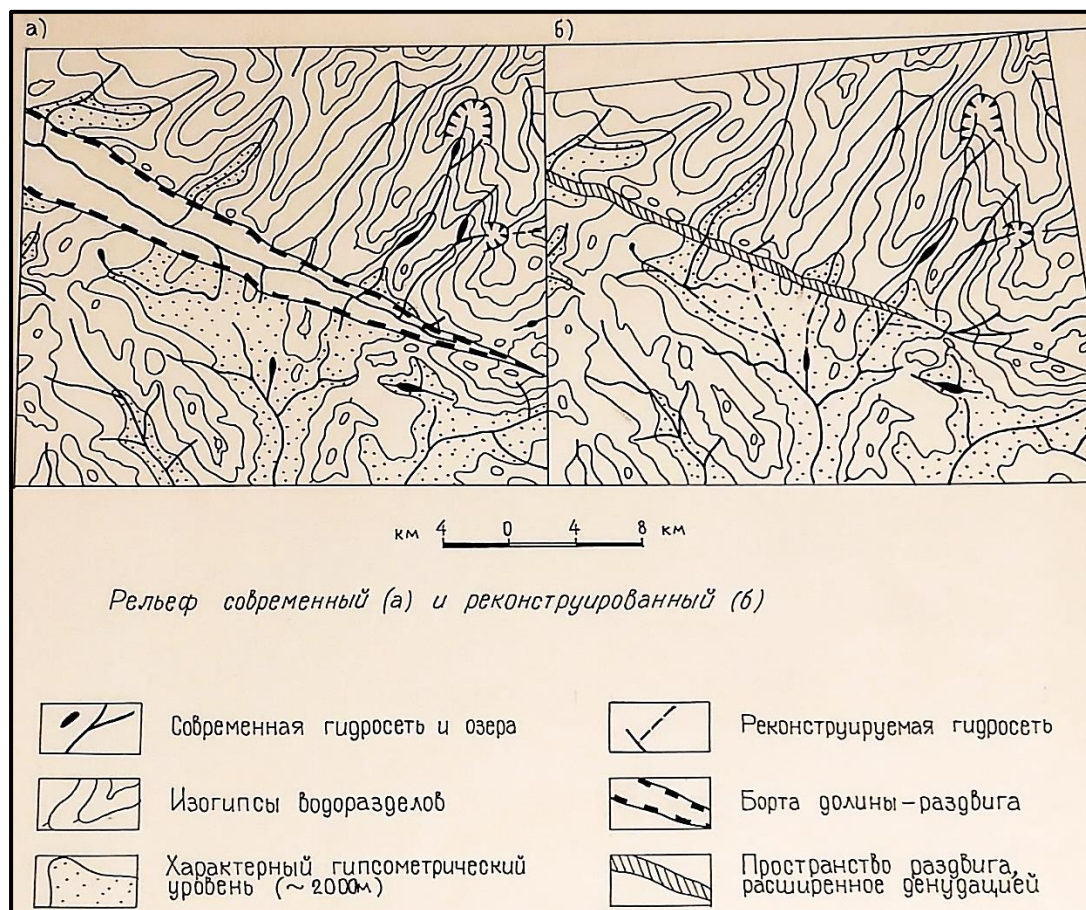 а)
б)
км 4 0 4 8 км
Рельеф современный (а) и реконструированный (б)
Современная гидросеть и озера
Реконструируемая гидросеть
Изогипсы водоразделов
Борта долины-раздвига
Характерный гипсометрический
уровень (~ 2000м)
Пространство раздвига,
расширенное денудацией